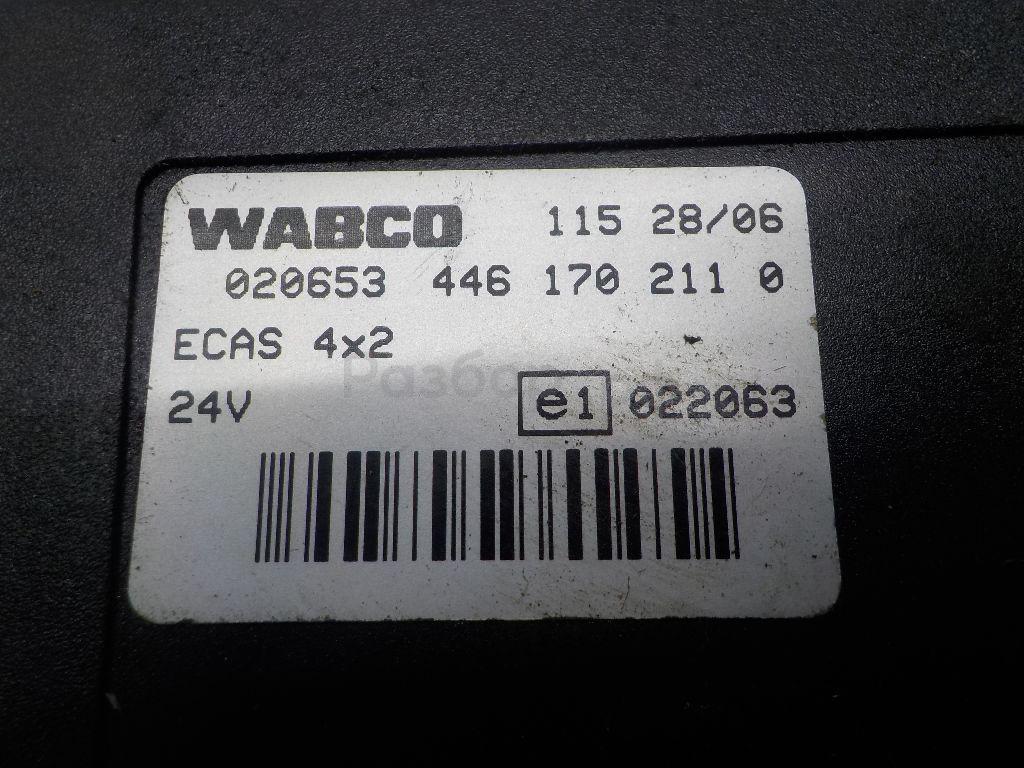 WABCO 115 28/06
020653 446 170 211 0
ECAS 4x2
24V e1 022063